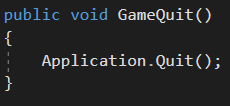 public void GameQuit()
{
    Application.Quit();
}